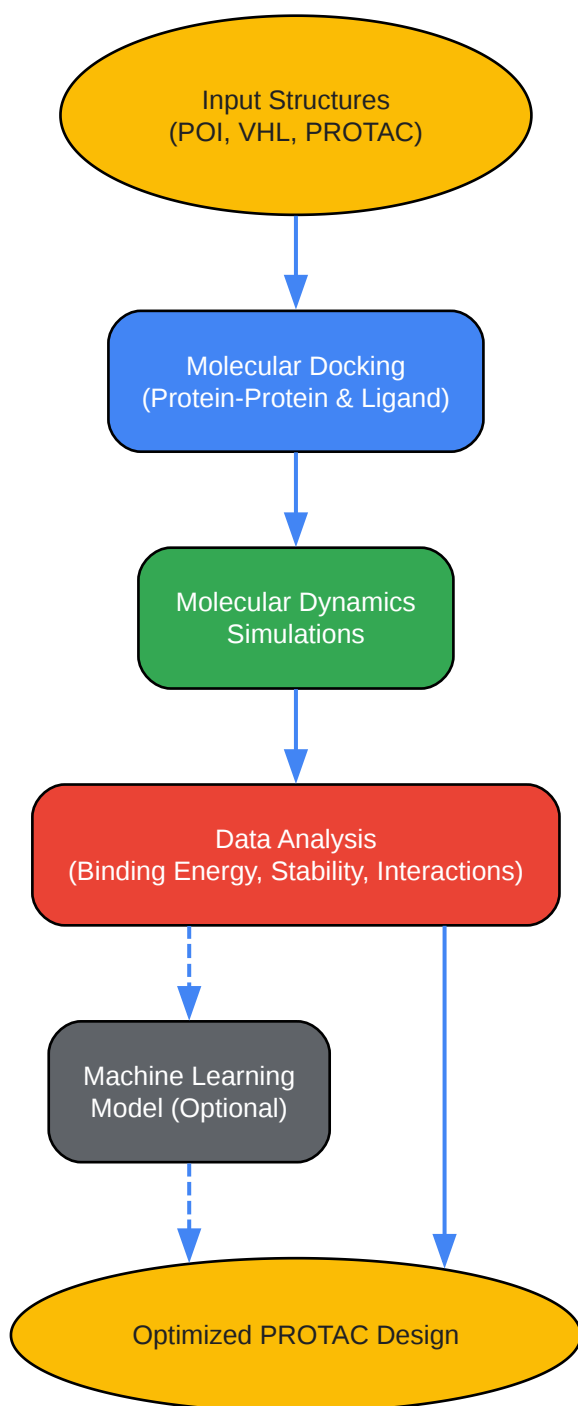 Input Structures
(POI, VHL, PROTAC)
Molecular Docking
(Protein-Protein & Ligand)
Molecular Dynamics
Simulations
Data Analysis
(Binding Energy, Stability, Interactions)
Machine Learning
Model (Optional)
Optimized PROTAC Design